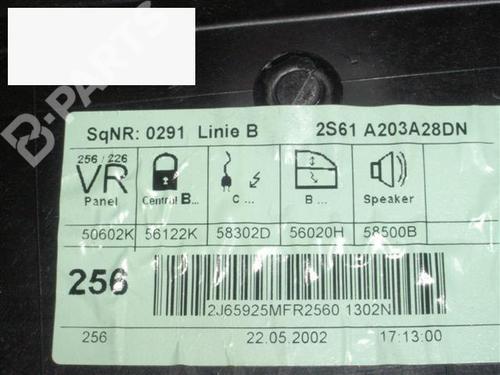 B-PARTS
SqNR: 0291 Linie B 2S61 A203A28DN
256 / 226
VR
Panel Central B... C ... B ... Speaker
50602K 56122K 58302D 56020H 58500B
256
2J65925MFR2560 1302N
256 22.05.2002 17:13:00